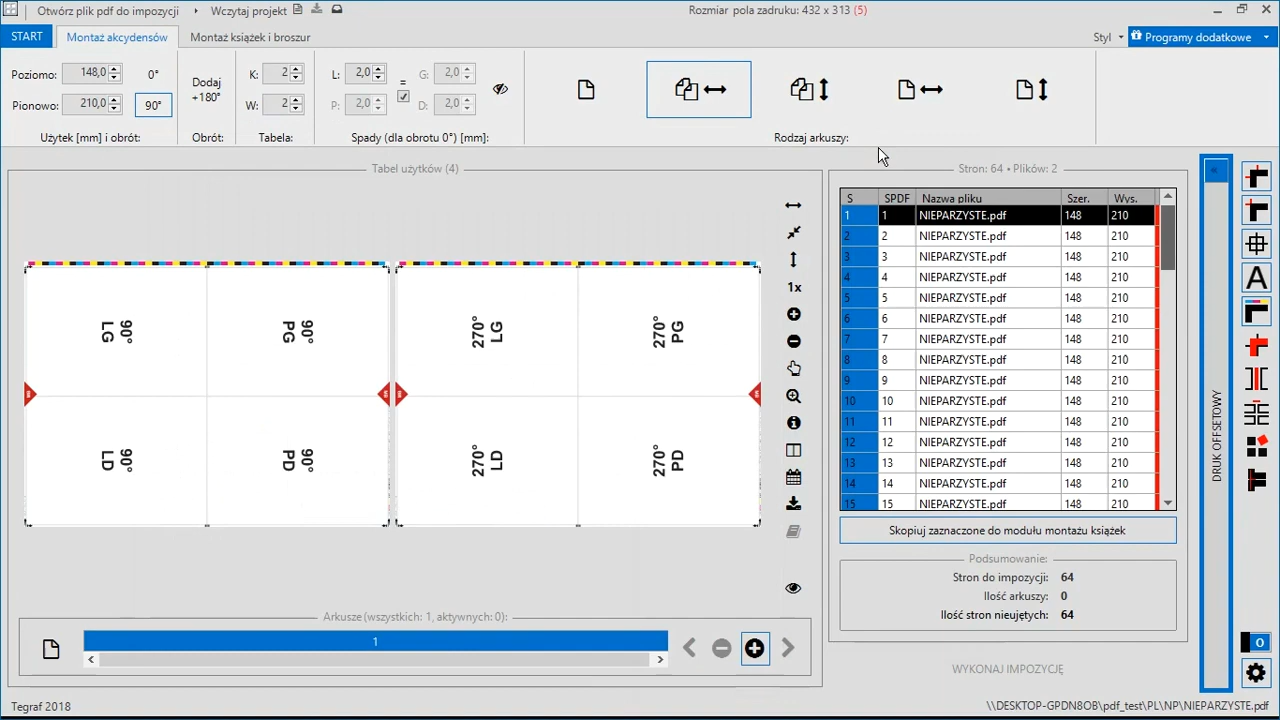 Otwórz plik pdf do impozycji
Wczytaj projekt
Rozmiar pola zadruku: 432 x 313 (5)
START
Montaż akcydensów
Montaż książek i broszur
Styl
Programy dodatkowe
Poziomo: 148,0 0°
Pionowo: 210,0 90°
Użytek [mm] i obrót:
Dodaj
+180°
Obrót:
K: 2
W: 2
Tabela:
L: 2,0 = G: 2,0
P: 2,0 D: 2,0
Spady (dla obrotu 0°) [mm]:
Rodzaj arkuszy:
Tabel użytków (4)
LG 90°
PG 90°
270° LG
270° PG
LD 90°
PD 90°
270° LD
270° PD
1x
Stron: 64 • Plików: 2
S SPDF Nazwa pliku Szer. Wys.
1 1 NIEPARZYSTE.pdf 148 210
2 2 NIEPARZYSTE.pdf 148 210
3 3 NIEPARZYSTE.pdf 148 210
4 4 NIEPARZYSTE.pdf 148 210
5 5 NIEPARZYSTE.pdf 148 210
6 6 NIEPARZYSTE.pdf 148 210
7 7 NIEPARZYSTE.pdf 148 210
8 8 NIEPARZYSTE.pdf 148 210
9 9 NIEPARZYSTE.pdf 148 210
10 10 NIEPARZYSTE.pdf 148 210
11 11 NIEPARZYSTE.pdf 148 210
12 12 NIEPARZYSTE.pdf 148 210
13 13 NIEPARZYSTE.pdf 148 210
14 14 NIEPARZYSTE.pdf 148 210
15 15 NIEPARZYSTE.pdf 148 210
Skopiuj zaznaczone do modułu montażu książek
Podsumowanie:
Stron do impozycji: 64
Ilość arkuszy: 0
Ilość stron nieujętych: 64
WYKONAJ IMPOZYCJĘ
DRUK OFFSETOWY
A
0
Arkusze (wszystkich: 1, aktywnych: 0):
1
Tegraf 2018
\\DESKTOP-GPDN8OB\pdf_test\PL\NP\NIEPARZYSTE.pdf